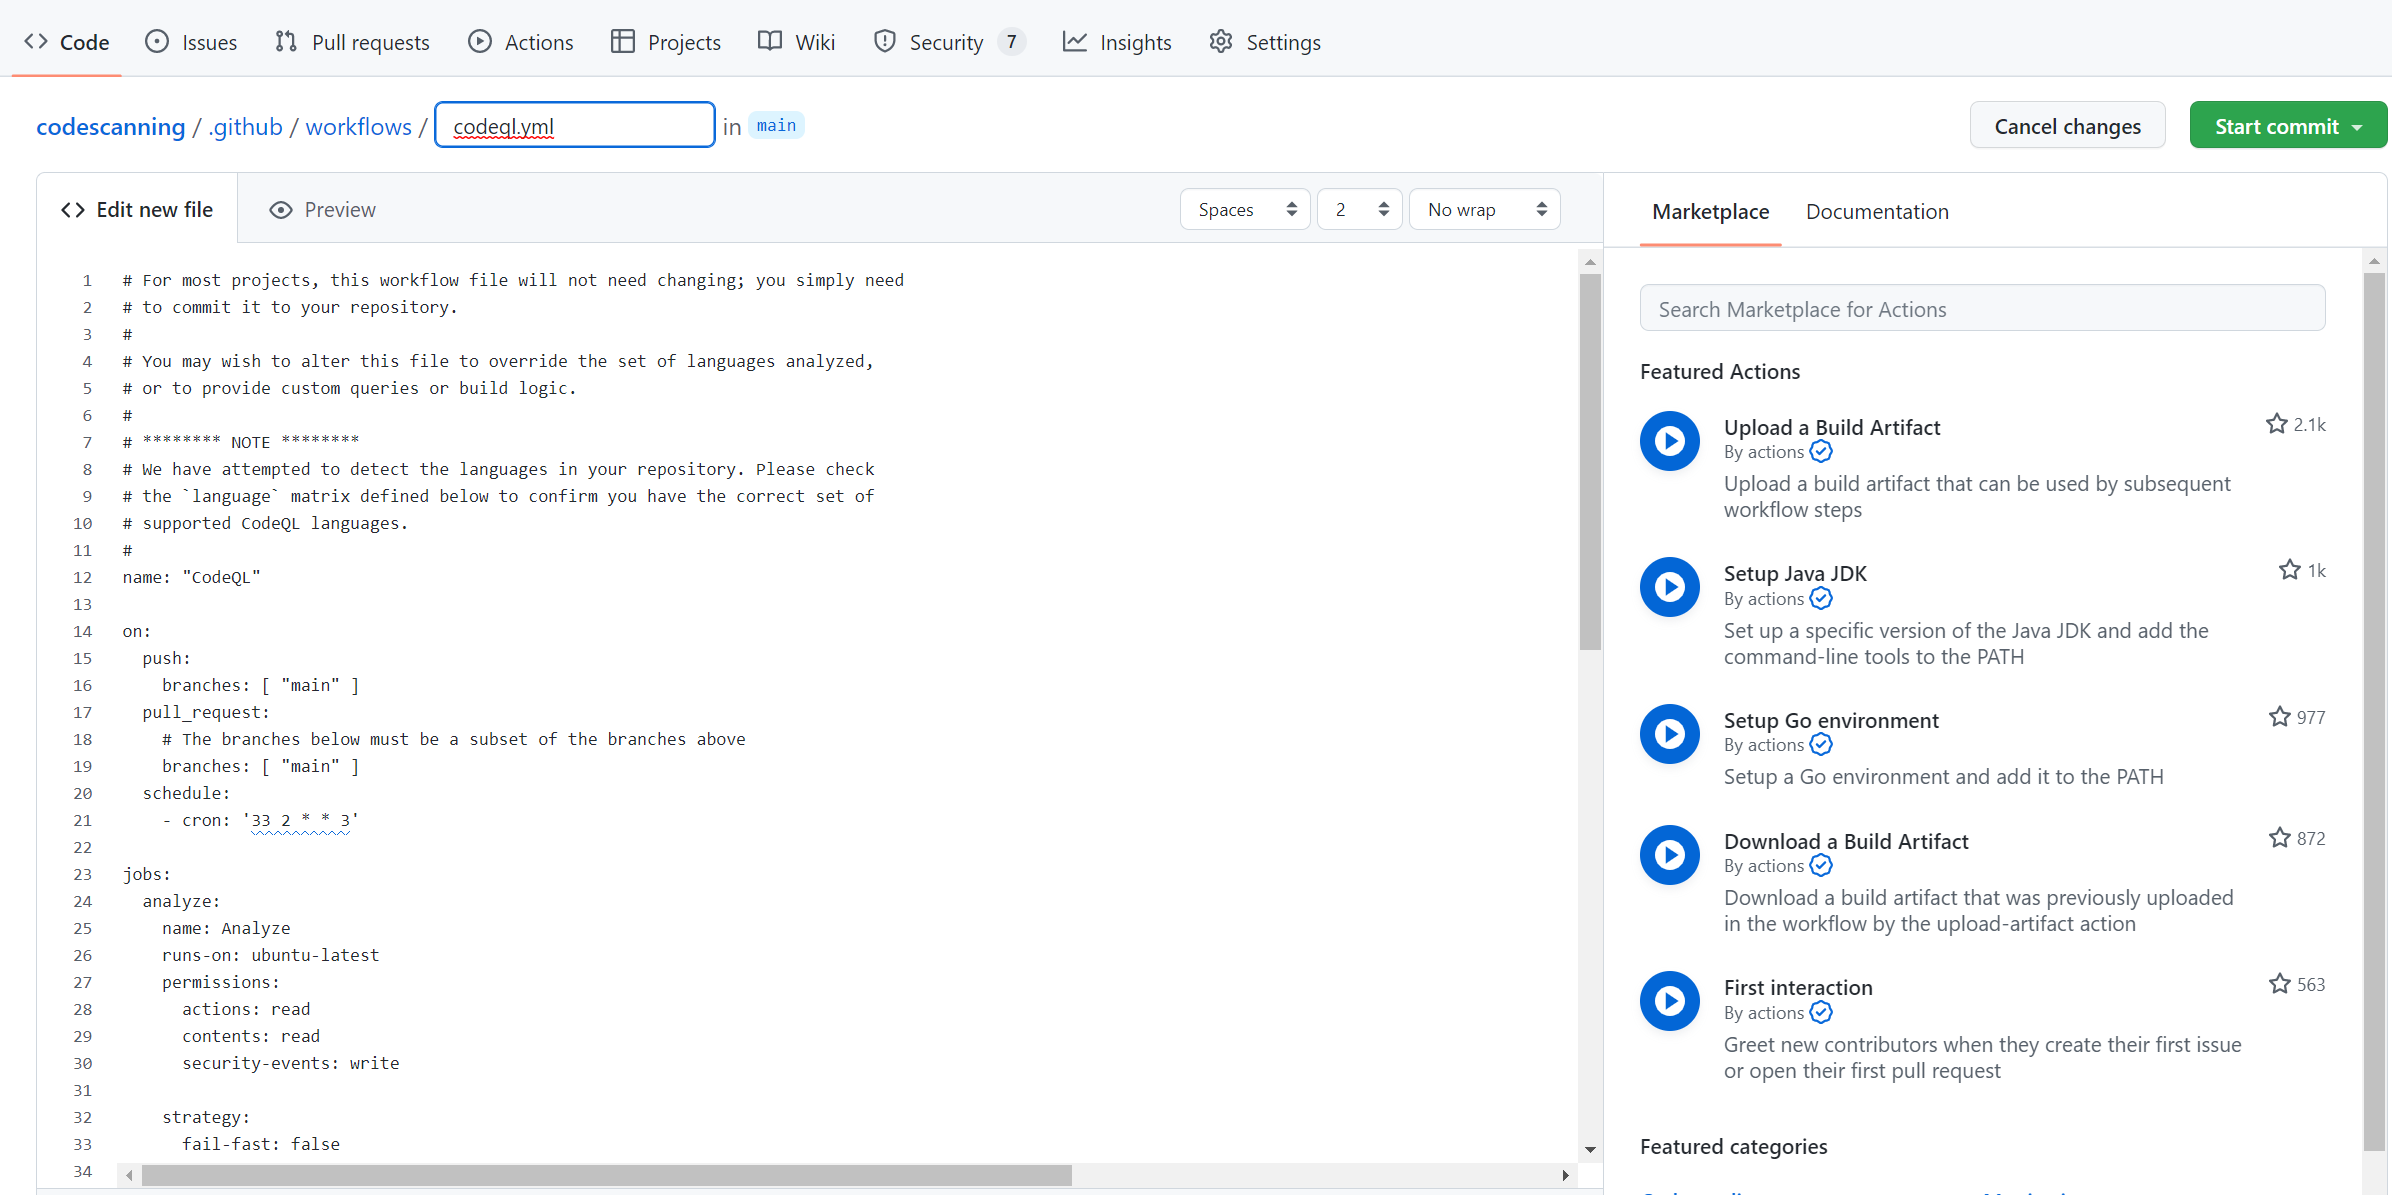 Code Issues Pull requests Actions Projects Wiki Security 7 Insights Settings
codescanning / .github / workflows / codeql.yml in main Cancel changes Start commit
Edit new file Preview Spaces 2 No wrap
1 # For most projects, this workflow file will not need changing; you simply need
2 # to commit it to your repository.
3 #
4 # You may wish to alter this file to override the set of languages analyzed,
5 # or to provide custom queries or build logic.
6 #
7 # ******** NOTE ********
8 # We have attempted to detect the languages in your repository. Please check
9 # the `language` matrix defined below to confirm you have the correct set of
10 # supported CodeQL languages.
11 #
12 name: "CodeQL"
13
14 on:
15   push:
16     branches: [ "main" ]
17   pull_request:
18     # The branches below must be a subset of the branches above
19     branches: [ "main" ]
20   schedule:
21     - cron: '33 2 * * 3'
22
23 jobs:
24   analyze:
25     name: Analyze
26     runs-on: ubuntu-latest
27     permissions:
28       actions: read
29       contents: read
30       security-events: write
31
32     strategy:
33       fail-fast: false
34
Marketplace Documentation
Search Marketplace for Actions
Featured Actions
Upload a Build Artifact 2.1k
By actions
Upload a build artifact that can be used by subsequent
workflow steps
Setup Java JDK 1k
By actions
Set up a specific version of the Java JDK and add the
command-line tools to the PATH
Setup Go environment 977
By actions
Setup a Go environment and add it to the PATH
Download a Build Artifact 872
By actions
Download a build artifact that was previously uploaded
in the workflow by the upload-artifact action
First interaction 563
By actions
Greet new contributors when they create their first issue
or open their first pull request
Featured categories